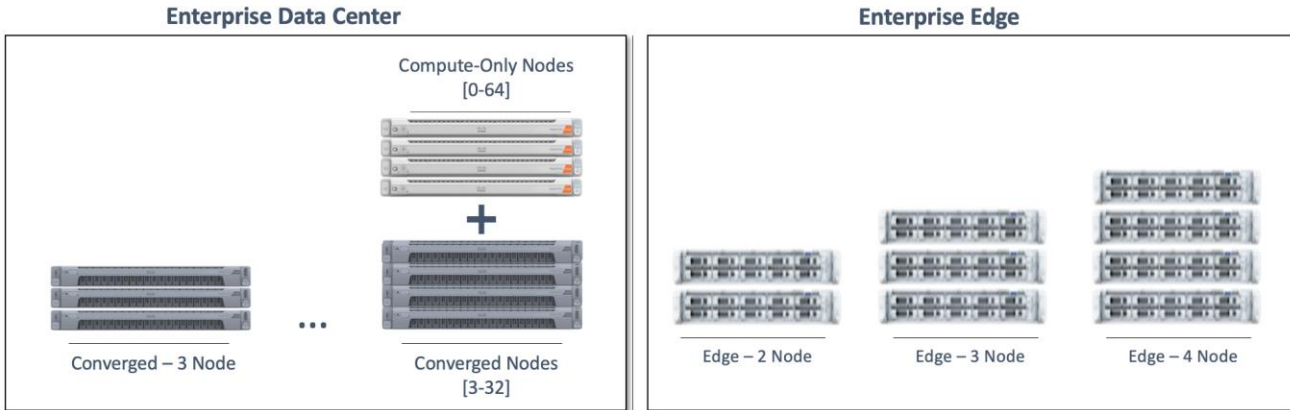 Enterprise Data Center
Enterprise Edge
Compute-Only Nodes
[0-64]
+
...
Converged – 3 Node
Converged Nodes
[3-32]
Edge – 2 Node
Edge – 3 Node
Edge – 4 Node